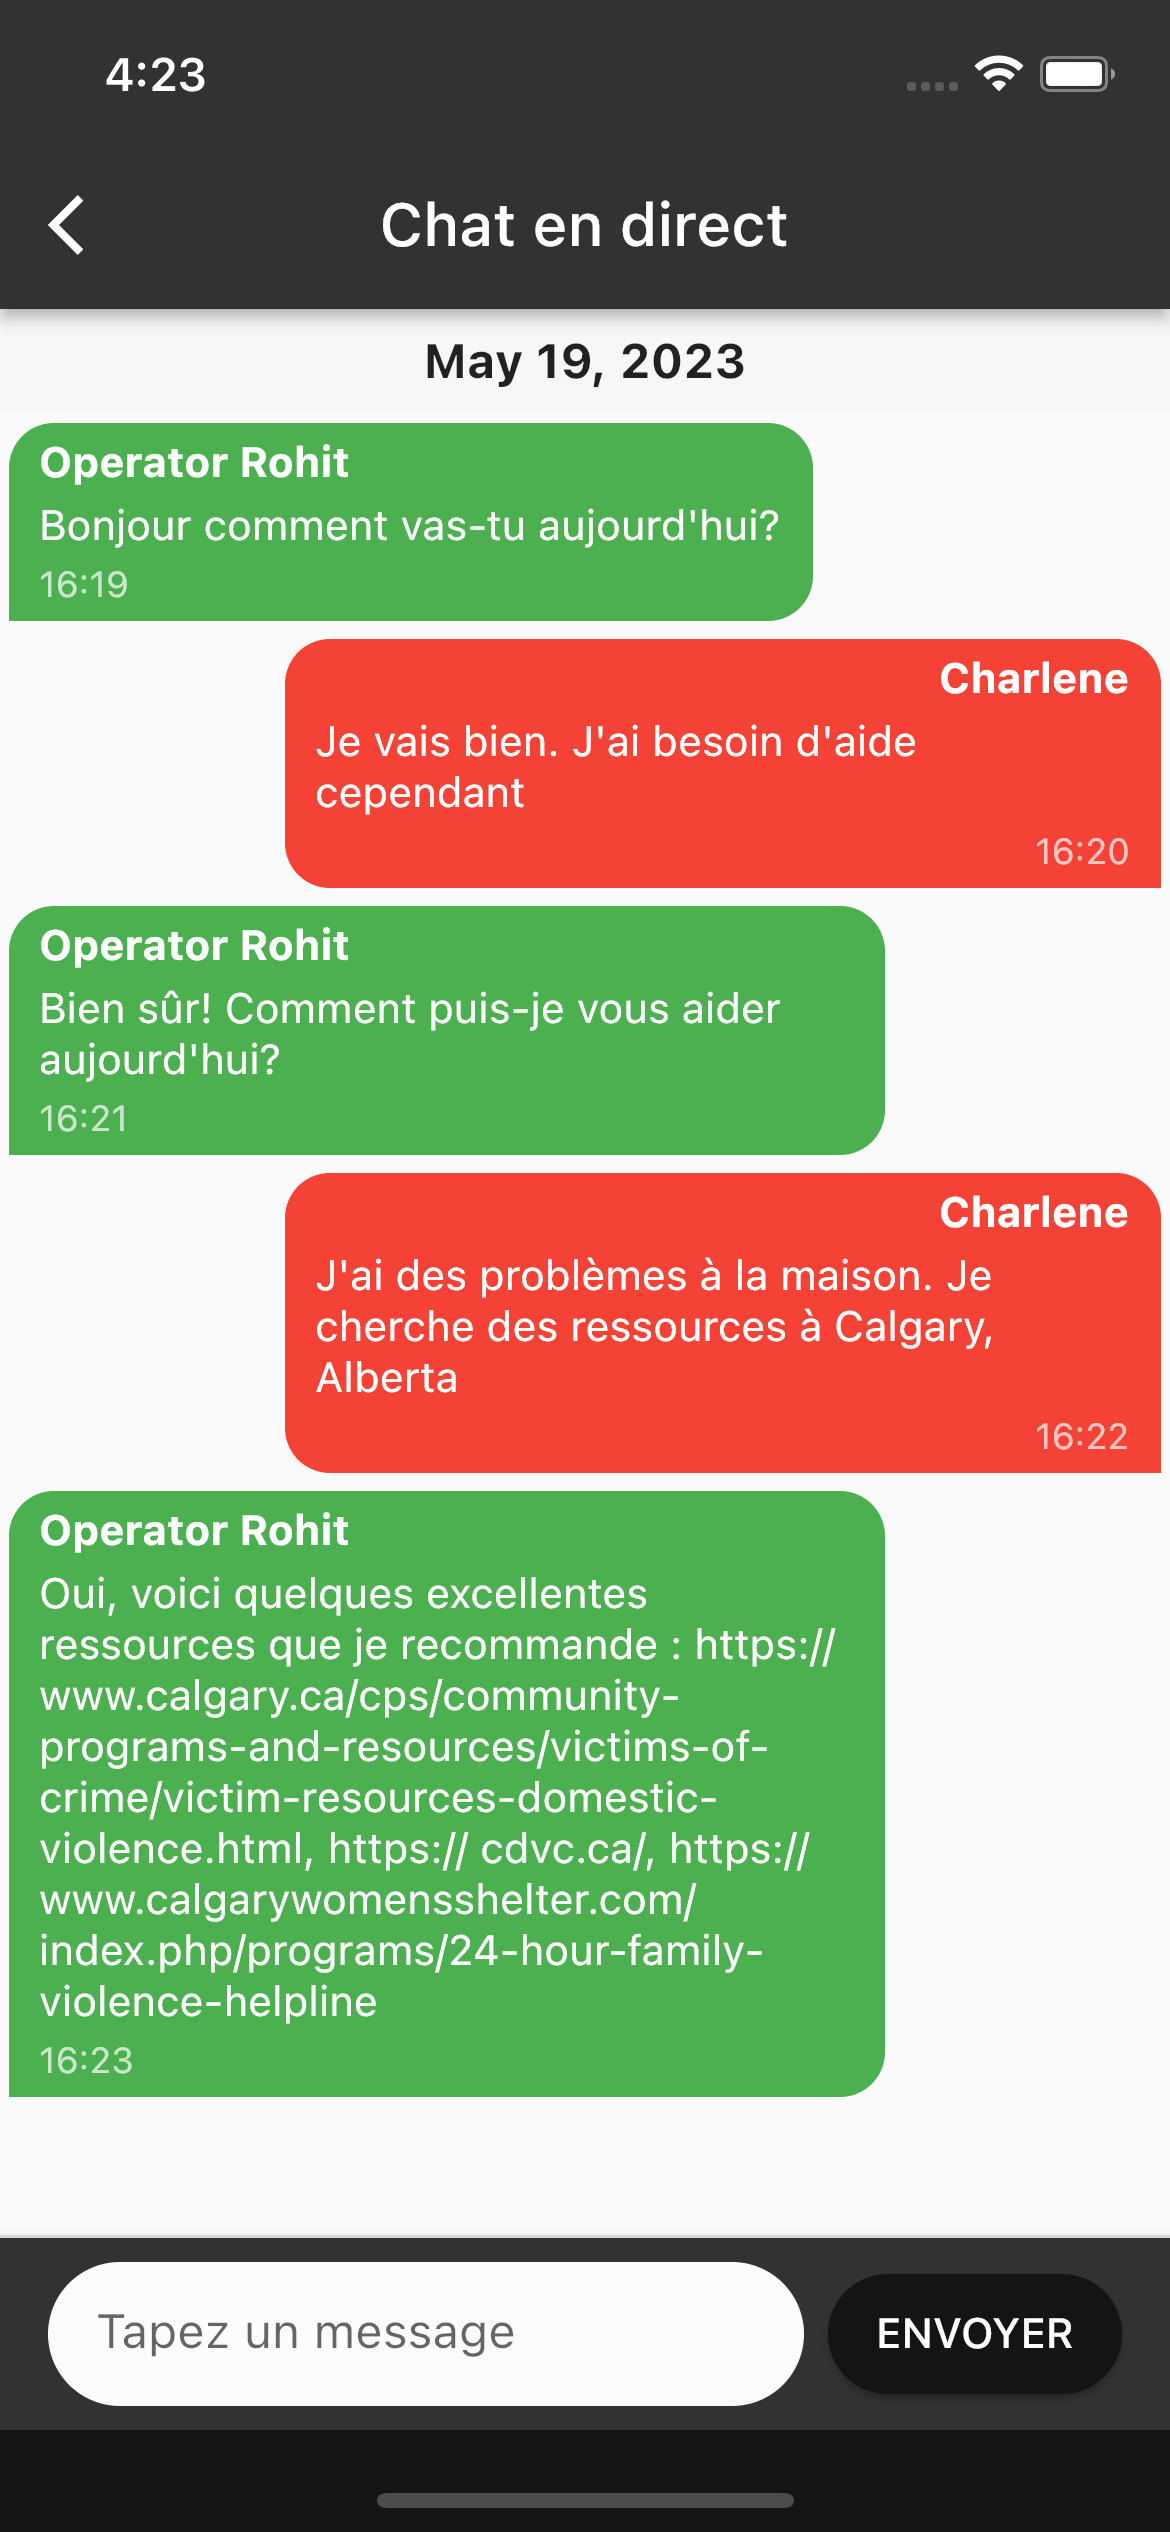 4:23
Chat en direct
May 19, 2023
Operator Rohit
Bonjour comment vas-tu aujourd'hui?
16:19
Charlene
Je vais bien. J'ai besoin d'aide
cependant
16:20
Operator Rohit
Bien sûr! Comment puis-je vous aider
aujourd'hui?
16:21
Charlene
J'ai des problèmes à la maison. Je
cherche des ressources à Calgary,
Alberta
16:22
Operator Rohit
Oui, voici quelques excellentes
ressources que je recommande : https://
www.calgary.ca/cps/community-
programs-and-resources/victims-of-
crime/victim-resources-domestic-
violence.html, https:// cdvc.ca/, https://
www.calgarywomensshelter.com/
index.php/programs/24-hour-family-
violence-helpline
16:23
Tapez un message
ENVOYER